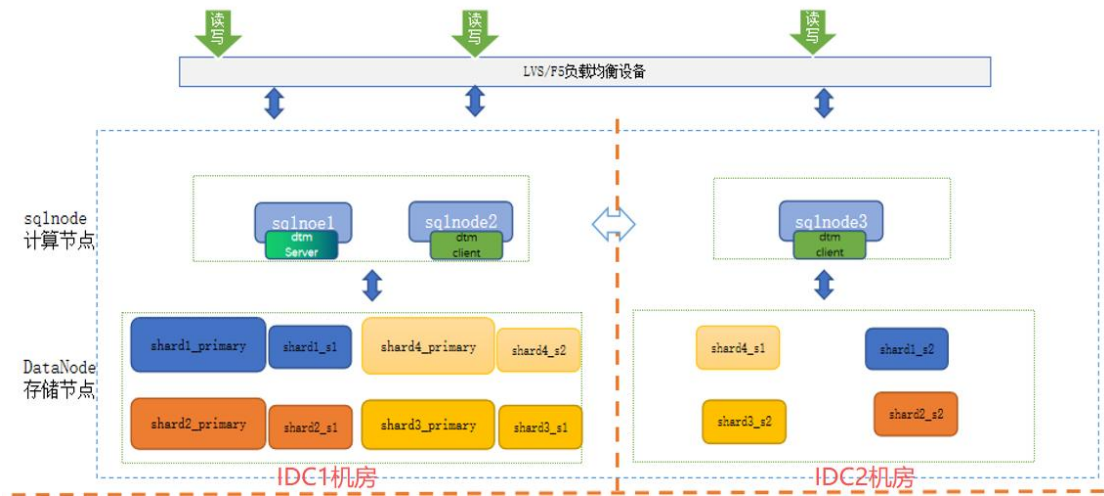 读写
读写
读写
LVS/F5负载均衡设备
sqlnode
计算节点
sqlnoe1
dtm
Server
sqlnode2
dtm
client
sqlnode3
dtm
client
DataNode
存储节点
shard1_primary
shard1_s1
shard4_primary
shard4_s2
shard2_primary
shard2_s1
shard3_primary
shard3_s1
shard4_s1
shard1_s2
shard3_s2
shard2_s2
IDC1机房
IDC2机房